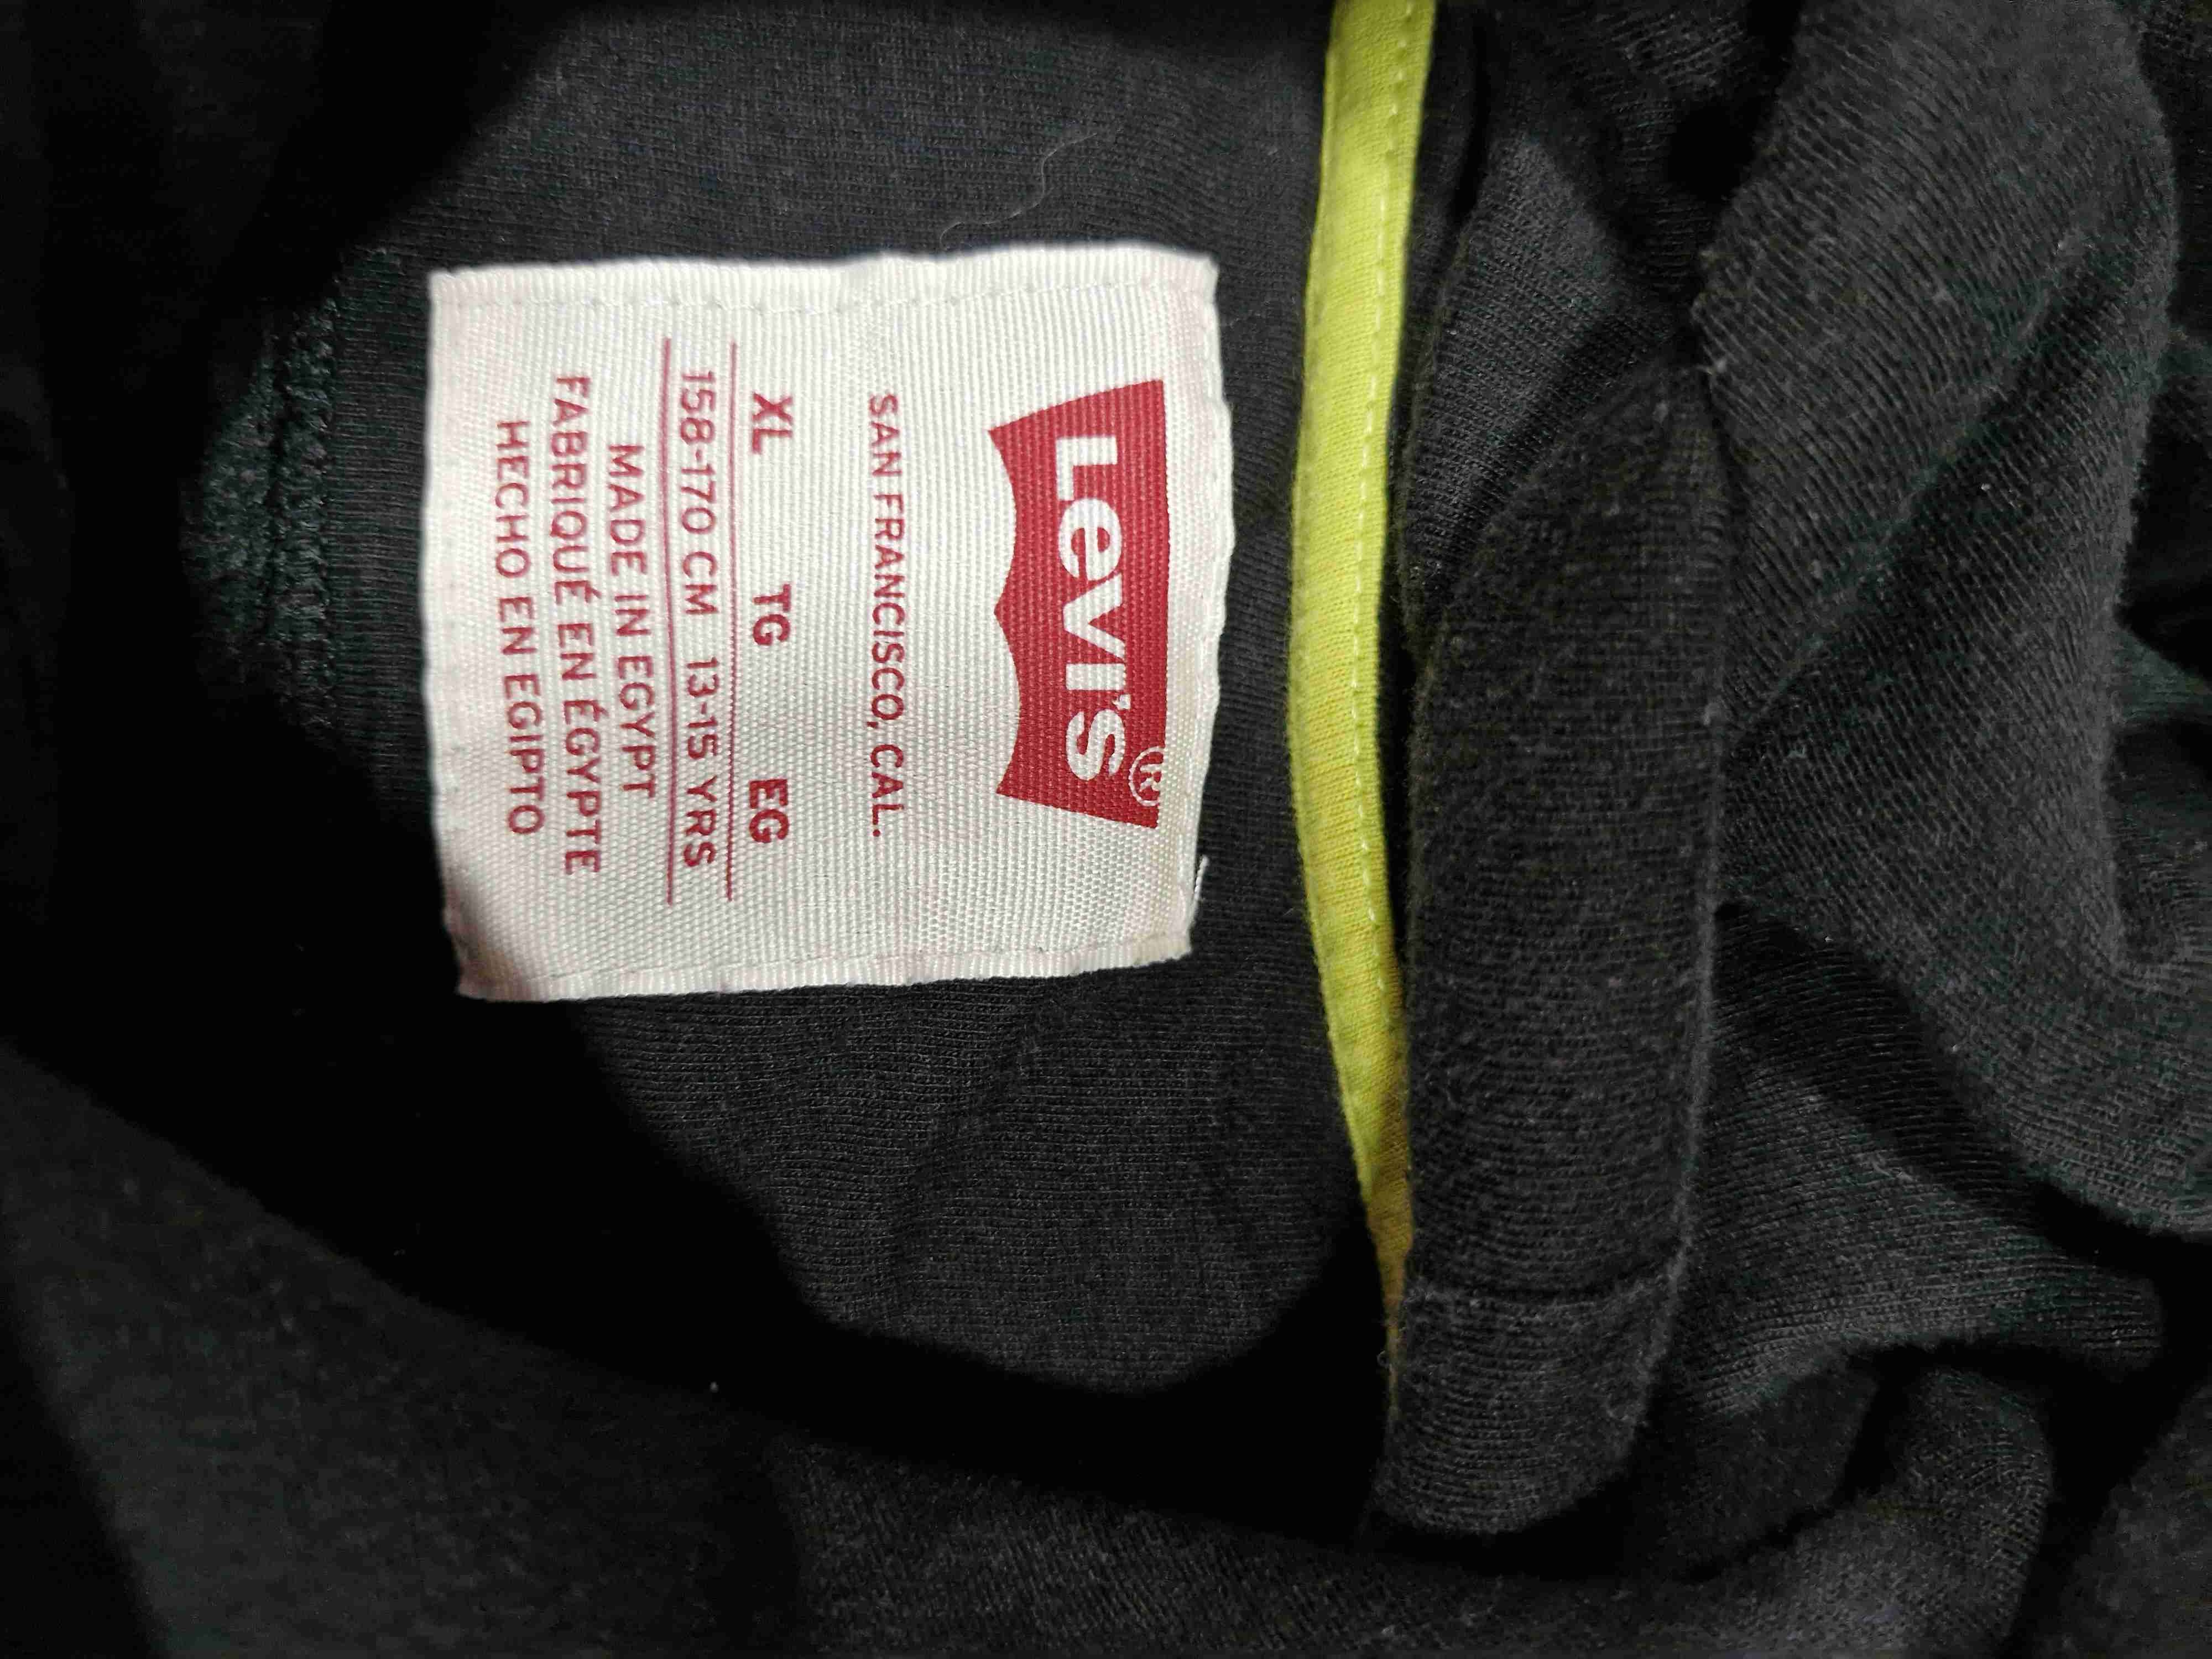 Levi's®
SAN FRANCISCO, CAL.
XL TG EG
158-170 CM 13-15 YRS
MADE IN EGYPT
FABRIQUÉ EN ÉGYPTE
HECHO EN EGIPTO